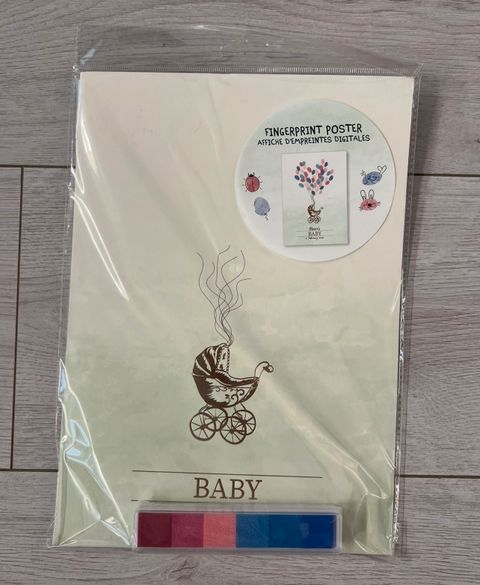 FINGERPRINT POSTER
AFFICHE D'EMPREINTES DIGITALES
BABY
BABY